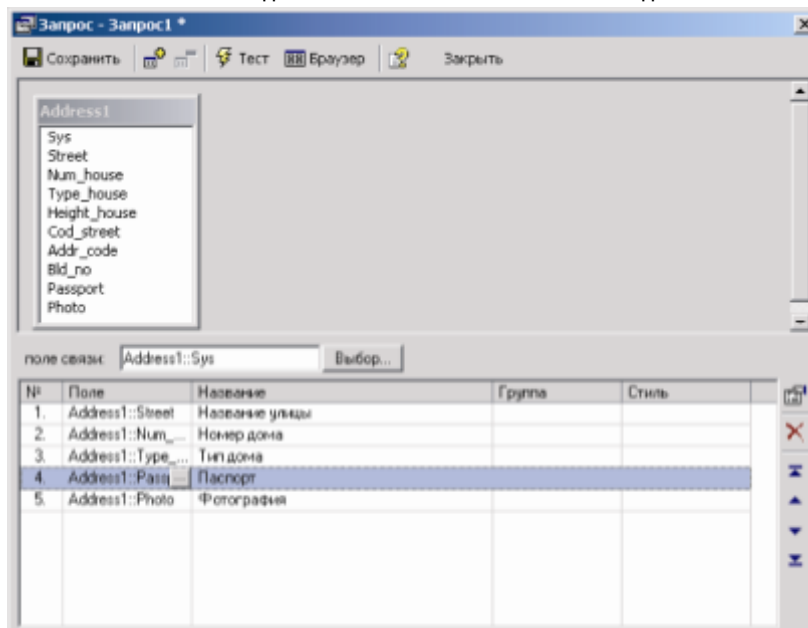 Запрос - Запрос1 *
Сохранить Тест Браузер Закрыть
Address1
Sys
Street
Num_house
Type_house
Height_house
Cod_street
Addr_code
Bld_no
Passport
Photo
поле связи: Address1::Sys Выбор...
№ Поле Название Группа Стиль
1. Address1::Street Название улицы
2. Address1::Num_... Номер дома
3. Address1::Type_... Тип дома
4. Address1::Pass ... Паспорт
5. Address1::Photo Фотография